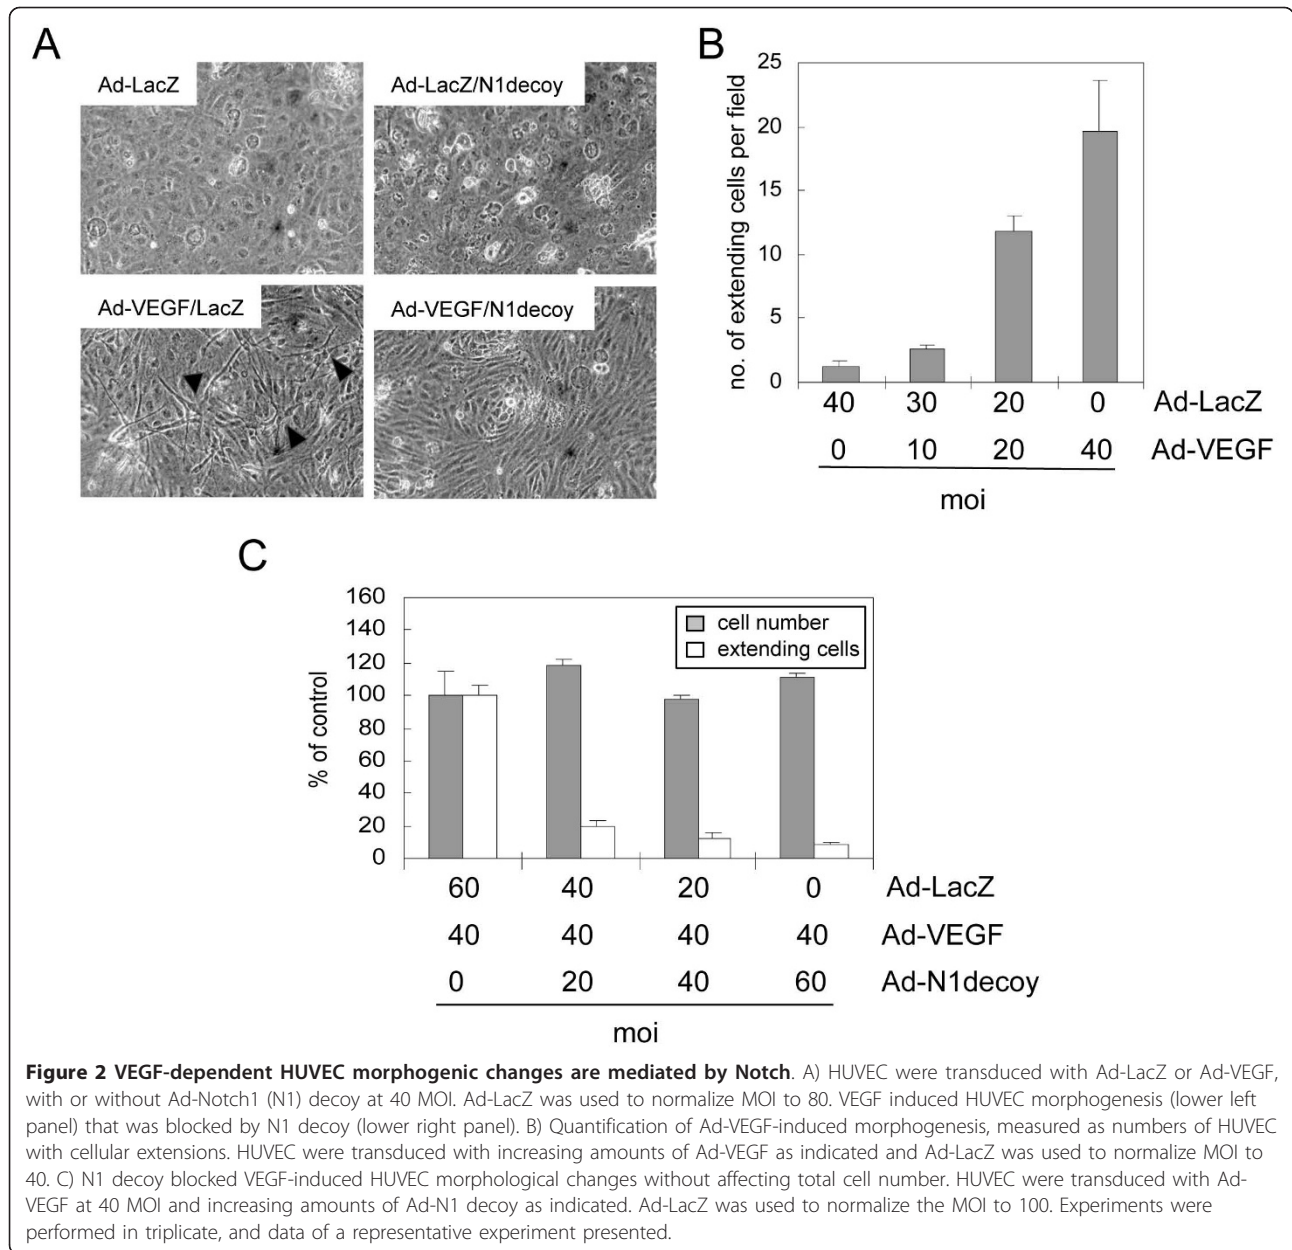 A
Ad-LacZ
Ad-LacZ/N1decoy
Ad-VEGF/LacZ
Ad-VEGF/N1decoy
B
no. of extending cells per field
25
20
15
10
5
0
40 30 20 0 Ad-LacZ
0 10 20 40 Ad-VEGF
moi
C
% of control
160
140
120
100
80
60
40
20
0
cell number
extending cells
60 40 20 0 Ad-LacZ
40 40 40 40 Ad-VEGF
0 20 40 60 Ad-N1decoy
moi
Figure 2 VEGF-dependent HUVEC morphogenic changes are mediated by Notch. A) HUVEC were transduced with Ad-LacZ or Ad-VEGF,
with or without Ad-Notch1 (N1) decoy at 40 MOI. Ad-LacZ was used to normalize MOI to 80. VEGF induced HUVEC morphogenesis (lower left
panel) that was blocked by N1 decoy (lower right panel). B) Quantification of Ad-VEGF-induced morphogenesis, measured as numbers of HUVEC
with cellular extensions. HUVEC were transduced with increasing amounts of Ad-VEGF as indicated and Ad-LacZ was used to normalize MOI to
40. C) N1 decoy blocked VEGF-induced HUVEC morphological changes without affecting total cell number. HUVEC were transduced with Ad-
VEGF at 40 MOI and increasing amounts of Ad-N1 decoy as indicated. Ad-LacZ was used to normalize the MOI to 100. Experiments were
performed in triplicate, and data of a representative experiment presented.